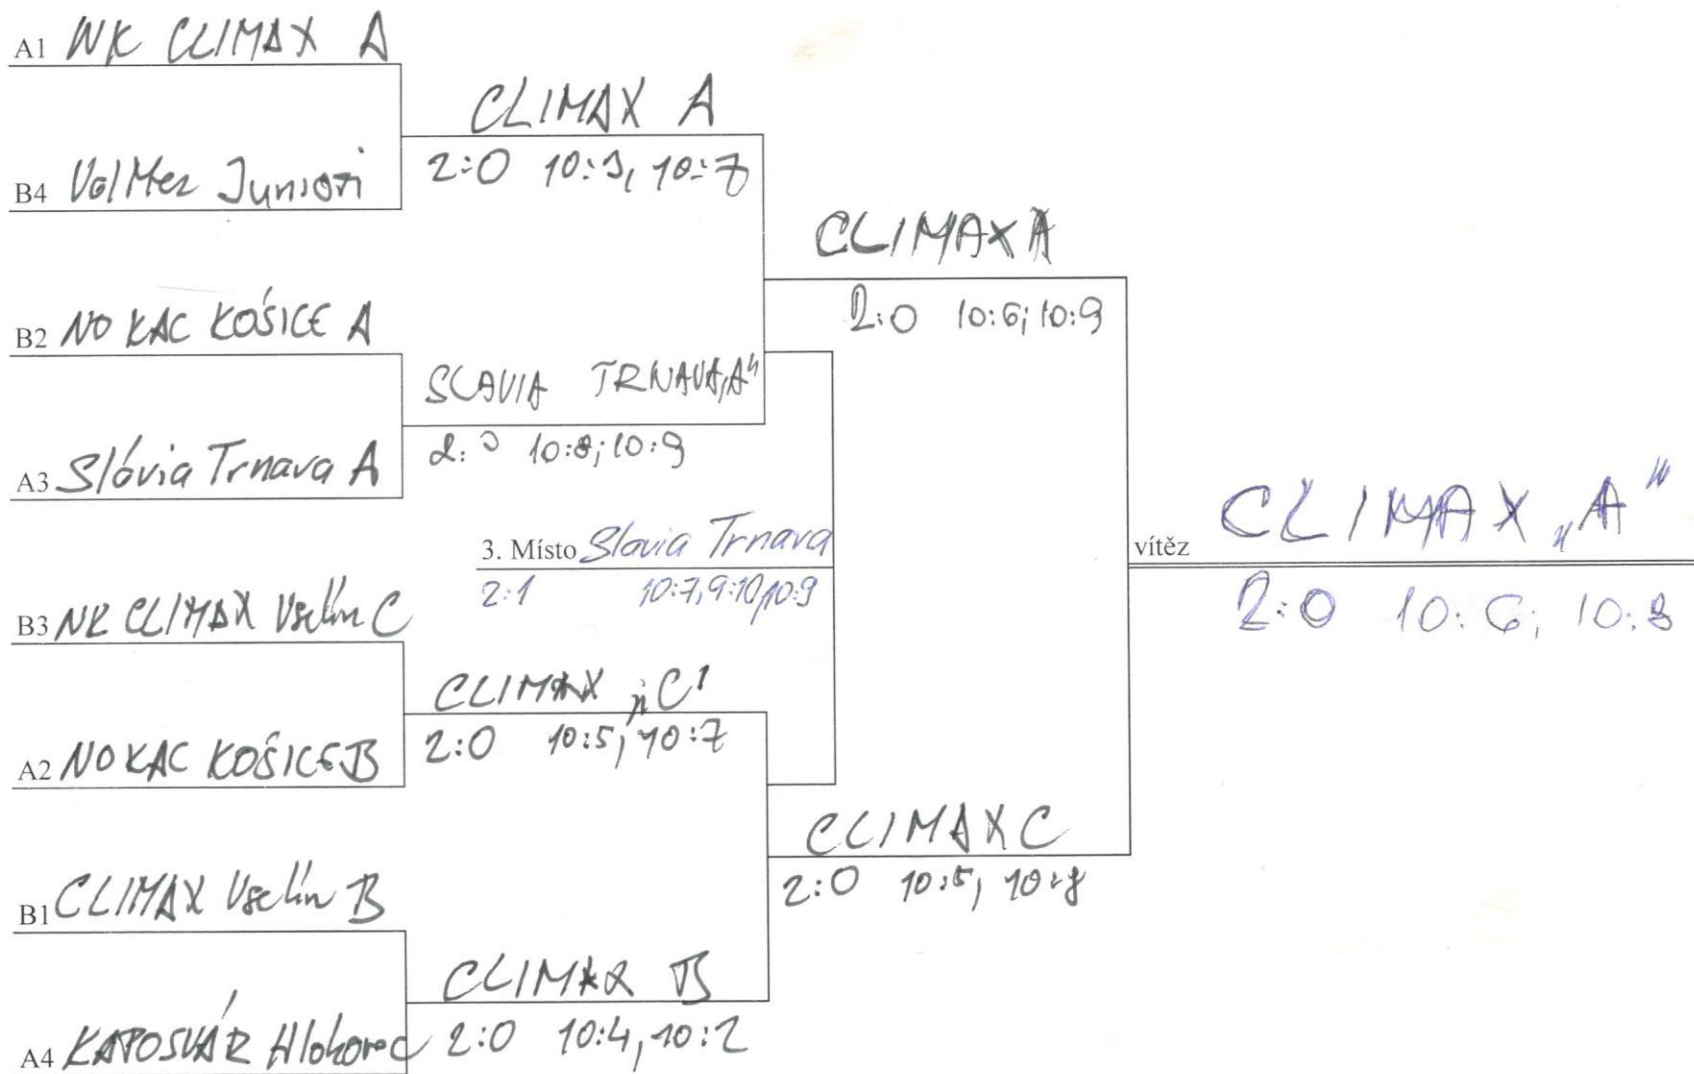 A1 NK CLIMAX A
CLIMAX A
2:0 10:3, 10:7
B4 ValMez Junioři
CLIMAX A
2:0 10:6; 10:9
B2 NO KAC KOŠICE A
SLAVIA TRNAVA „A"
2:0 10:8; 10:9
A3 Slávia Trnava A
3. Místo Slavia Trnava
2:1 10:7, 9:10, 10:9
vítěz CLIMAX „A"
2:0 10:6; 10:8
B3 NK CLIMAX Vsetín C
CLIMAX „C"
2:0 10:5, 10:7
A2 NO KAC KOŠICE B
CLIMAX C
2:0 10:5, 10:8
B1 CLIMAX Vsetín B
CLIMAX B
2:0 10:4, 10:2
A4 KAPOSVÁR Hlohovec